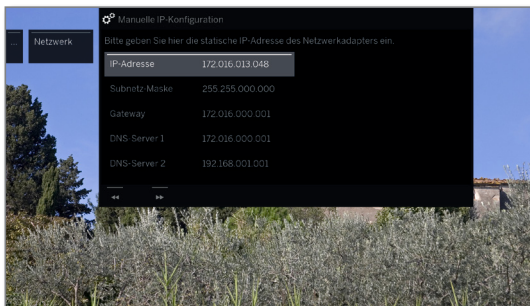 Manuelle IP-Konfiguration
... Netzwerk
Bitte geben Sie hier die statische IP-Adresse des Netzwerkadapters ein.
IP-Adresse 172.016.013.048
Subnetz-Maske 255.255.000.000
Gateway 172.016.000.001
DNS-Server 1 172.016.000.001
DNS-Server 2 192.168.001.001